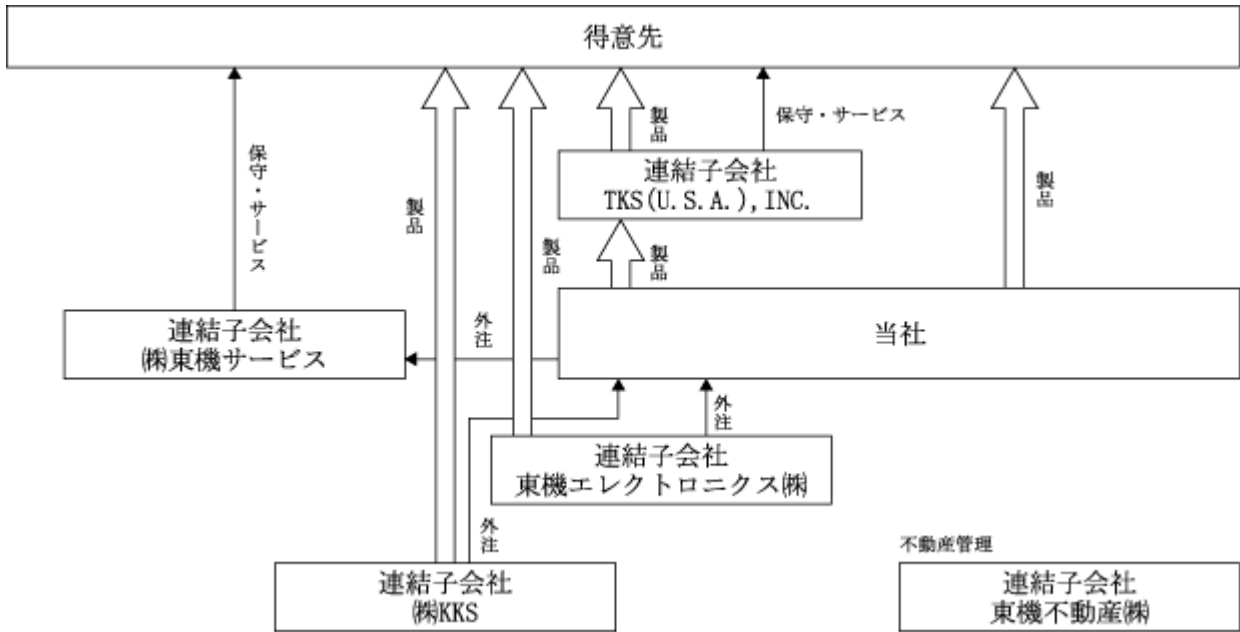 得意先
製品
保守・サービス
保守・サービス
連結子会社
TKS(U.S.A.),INC.
製品
製品
製品
製品
連結子会社
㈱東機サービス
外注
当社
外注
連結子会社
東機エレクトロニクス㈱
外注
不動産管理
連結子会社
㈱KKS
連結子会社
東機不動産㈱